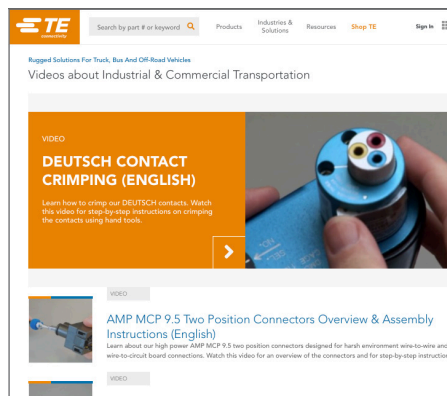 TE
connectivity
Search by part # or keyword
Products
Industries &
Solutions
Resources
Shop TE
Sign In
Rugged Solutions For Truck, Bus And Off-Road Vehicles
Videos about Industrial & Commercial Transportation
VIDEO
DEUTSCH CONTACT
CRIMPING (ENGLISH)
Learn how to crimp our DEUTSCH contacts. Watch
this video for step-by-step instructions on crimping
the contacts using hand tools.
VIDEO
AMP MCP 9.5 Two Position Connectors Overview & Assembly
Instructions (English)
Learn about our high power AMP MCP 9.5 two position connectors designed for harsh environment wire-to-wire and
wire-to-circuit board connections. Watch this video for an overview of the connectors and for step-by-step instruction
VIDEO